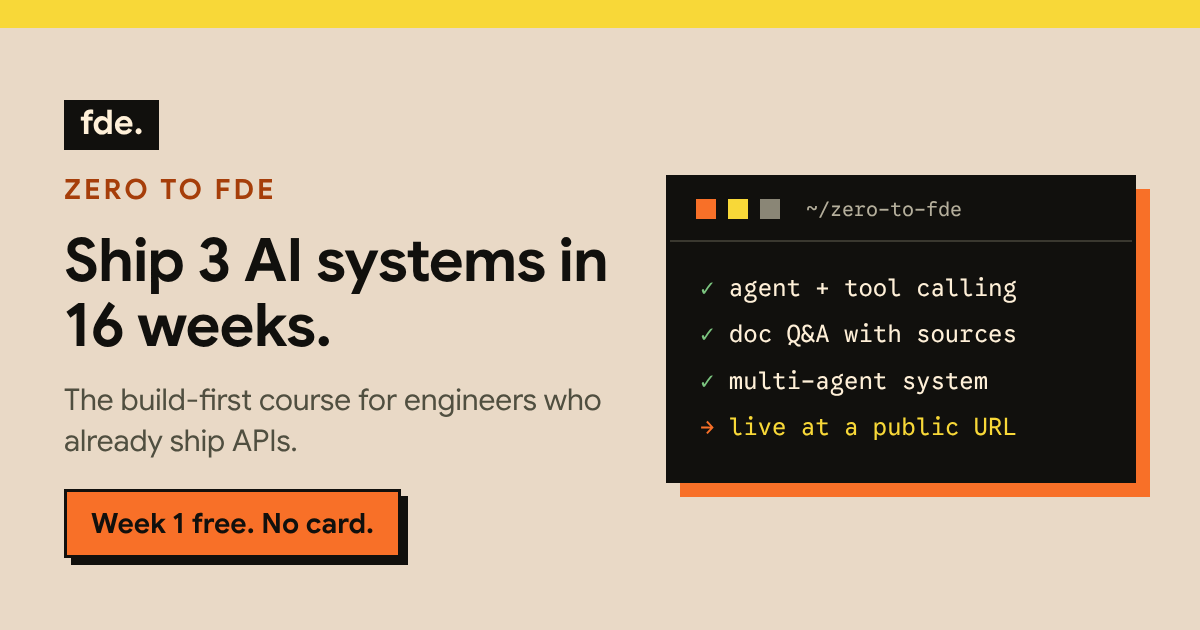 fde.
ZERO TO FDE
Ship 3 AI systems in
16 weeks.
The build-first course for engineers who
already ship APIs.
Week 1 free. No card.
~/zero-to-fde
✓ agent + tool calling
✓ doc Q&A with sources
✓ multi-agent system
→ live at a public URL